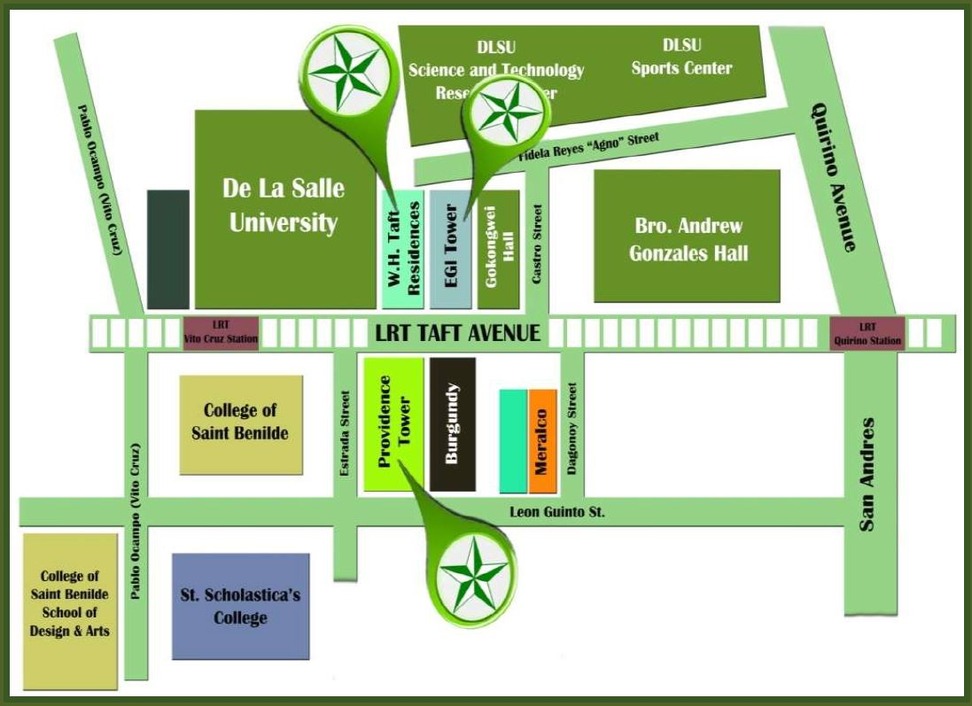 DLSU
Science and Technology
DLSU
Sports Center
Pablo Ocampo (Vito Cruz)
Fidela Reyes "Agno" Street
Quirino Avenue
De La Salle
University
W.H. Taft
Residences
EGI Tower
Gokongwei
Hall
Castro Street
Bro. Andrew
Gonzales Hall
LRT
Vito Cruz Station
LRT TAFT AVENUE
LRT
Quirino Station
College of
Saint Benilde
Estrada Street
Providence
Tower
Burgundy
Meralco
Dagonoy Street
San Andres
Pablo Ocampo (Vito Cruz)
Leon Guinto St.
College of
Saint Benilde
School of
Design & Arts
St. Scholastica's
College